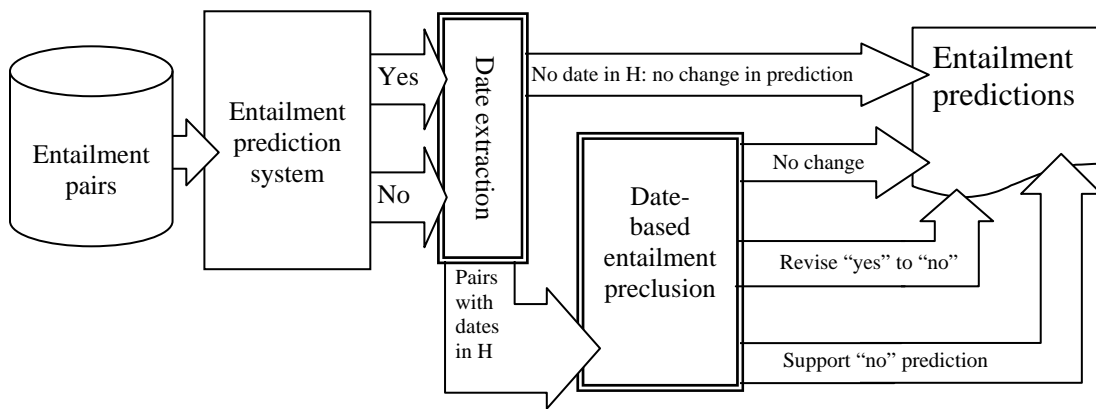 Entailment
pairs
Entailment
prediction
system
Yes
No
Date extraction
No date in H: no change in prediction
Entailment
predictions
Pairs
with
dates
in H
Date-
based
entailment
preclusion
No change
Revise “yes” to “no”
Support “no” prediction